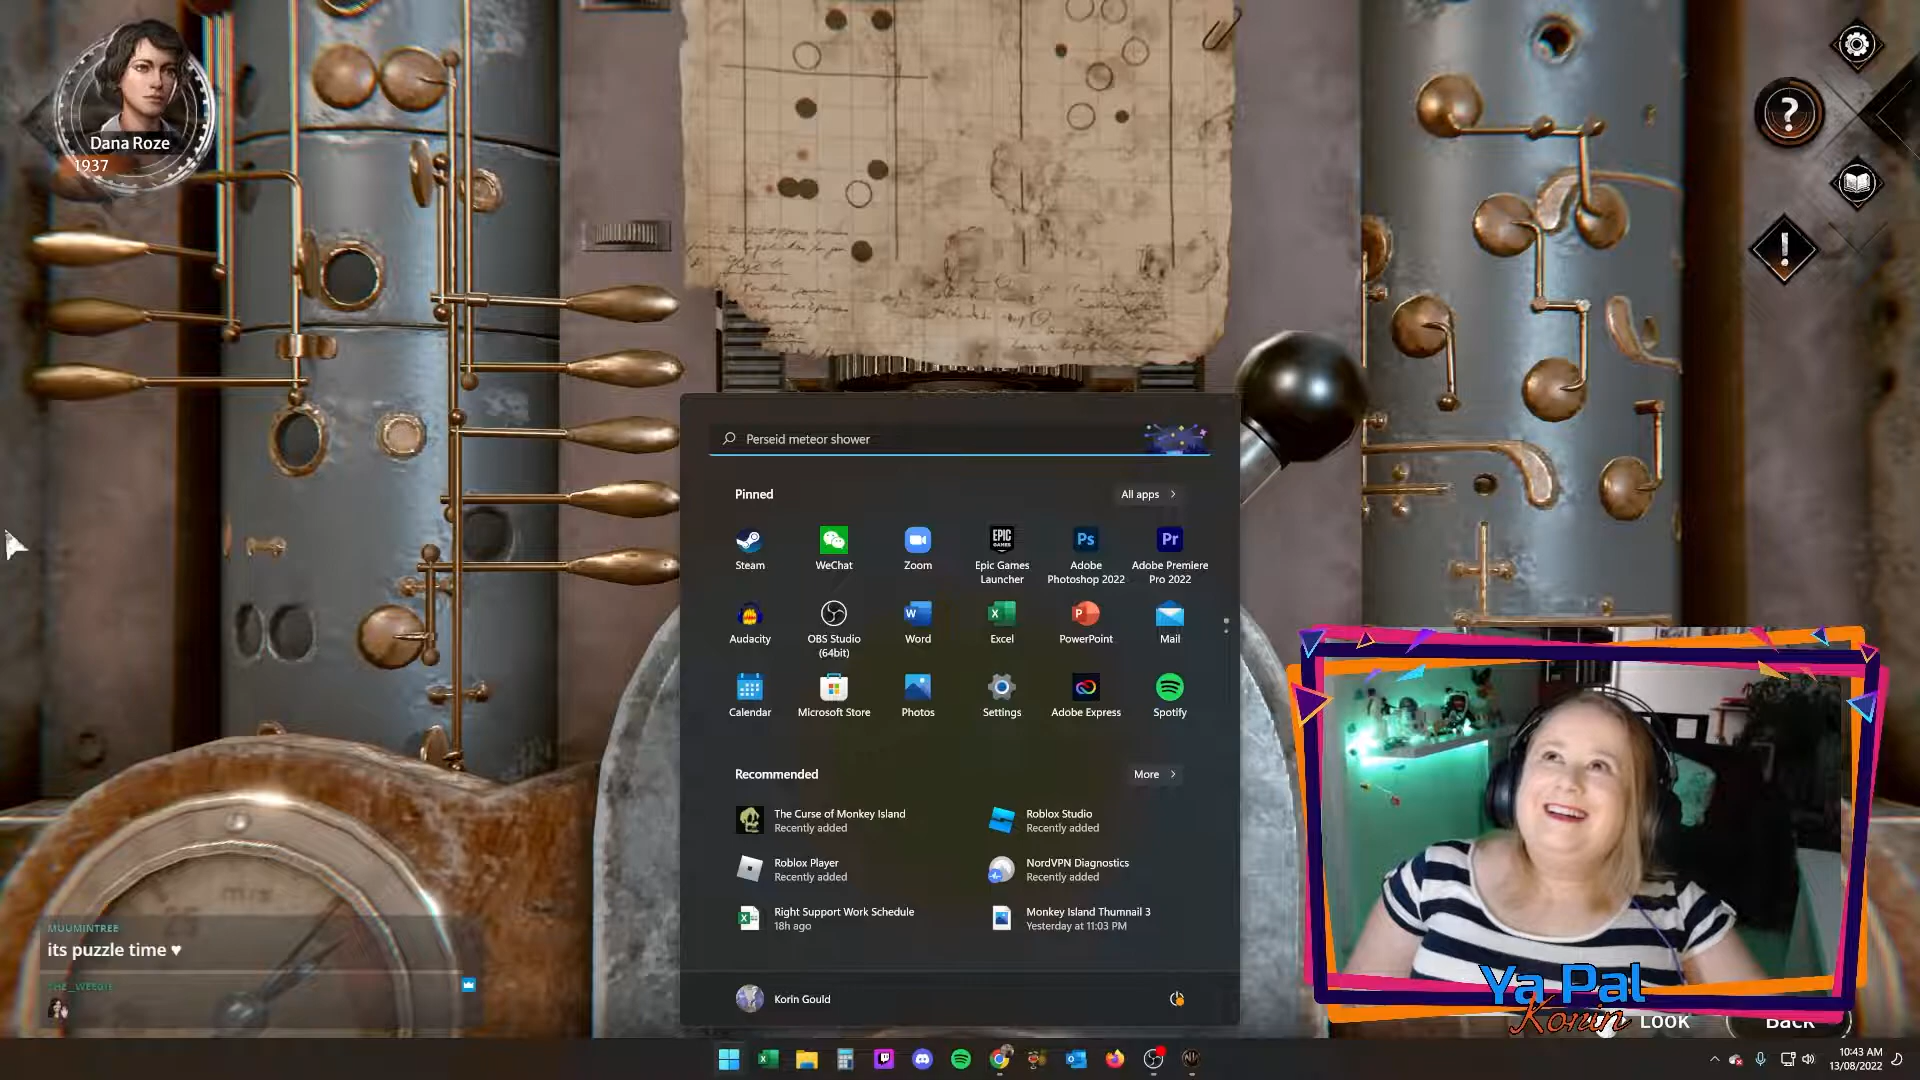 Dana Roze
1937
Perseid meteor shower
Pinned
All apps
Steam
WeChat
Zoom
Epic Games Launcher
Adobe Photoshop 2022
Adobe Premiere Pro 2022
Audacity
OBS Studio (64bit)
Word
Excel
PowerPoint
Mail
Calendar
Microsoft Store
Photos
Settings
Adobe Express
Spotify
Recommended
More
The Curse of Monkey Island
Recently added
Roblox Studio
Recently added
Roblox Player
Recently added
NordVPN Diagnostics
Recently added
Right Support Work Schedule
18h ago
Monkey Island Thumnail 3
Yesterday at 11:03 PM
Korin Gould
MUUMINTREE
its puzzle time ♥
THE_WEEGIE
m/s
Ya Pal
Korin
LOOK
Back
10:43 AM
13/08/2022